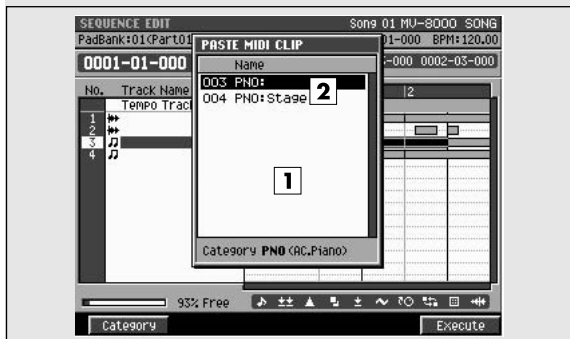 SEQUENCE EDIT Song 01 MV-8000 SONG
PadBank:01(Part01 1-000 BPM:120.00
0001-01-000 -000 0002-03-000
PASTE MIDI CLIP
Name
003 PNO:
004 PNO:Stage
2
1
Category PNO (AC.Piano)
No. Track Name 2
Tempo Trac
1
2
3
4
93% Free
Category Execute